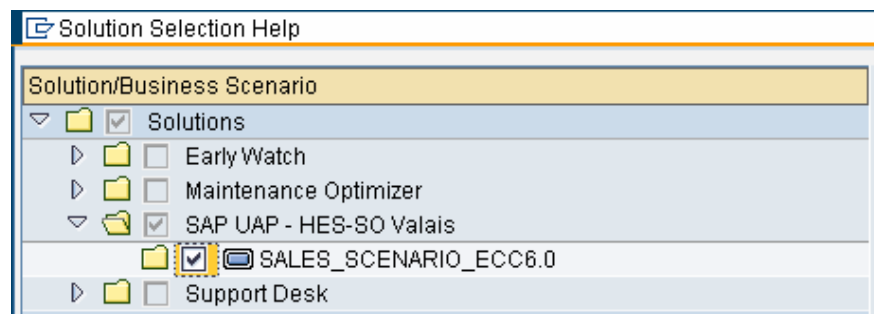 Solution Selection Help
Solution/Business Scenario
Solutions
Early Watch
Maintenance Optimizer
SAP UAP - HES-SO Valais
SALES_SCENARIO_ECC6.0
Support Desk